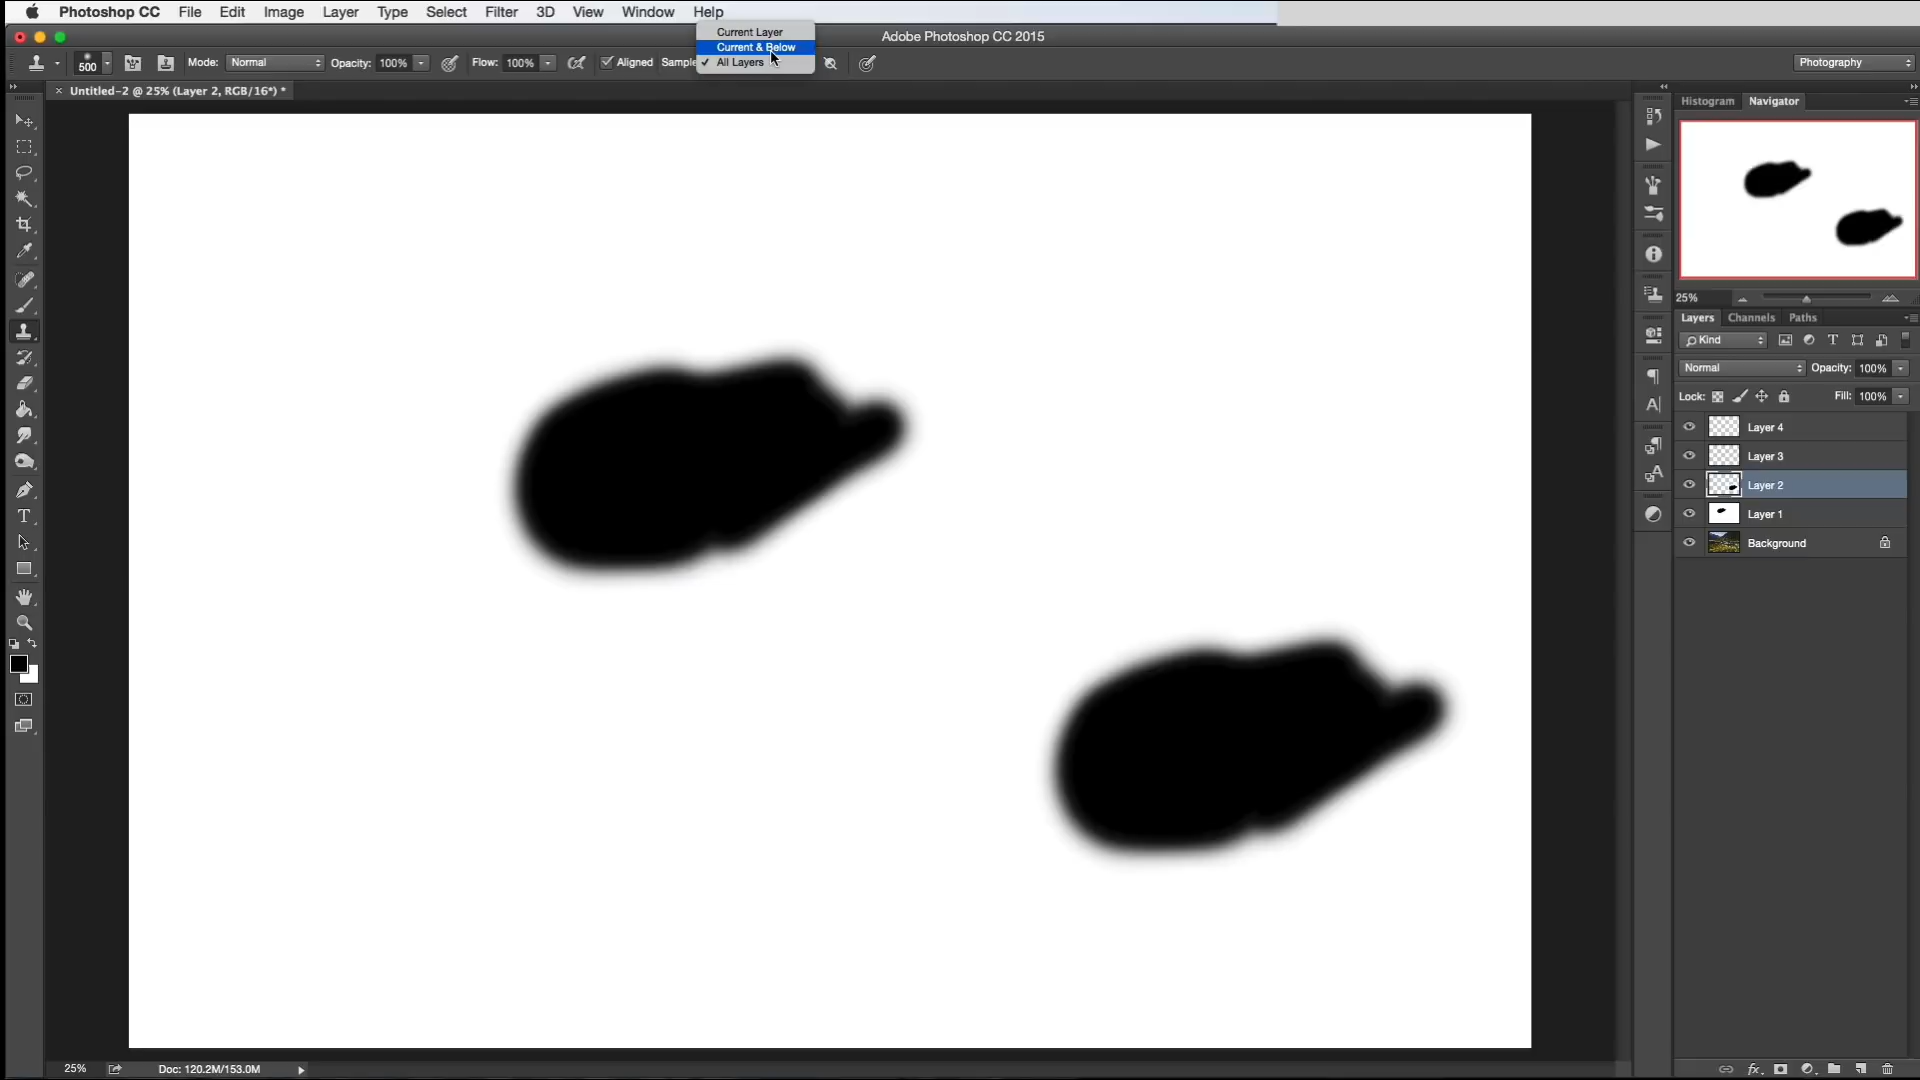 Photoshop CC File Edit Image Layer Type Select Filter 3D View Window Help
Current Layer
Adobe Photoshop CC 2015
Current & Below
500 Mode: Normal Opacity: 100% Flow: 100% Aligned Sample ✓ All Layers Photography
× Untitled-2 @ 25% (Layer 2, RGB/16*) *
Histogram Navigator
25%
Layers Channels Paths
Kind
Normal Opacity: 100%
Lock: Fill: 100%
Layer 4
Layer 3
Layer 2
Layer 1
Background
25% Doc: 120.2M/153.0M